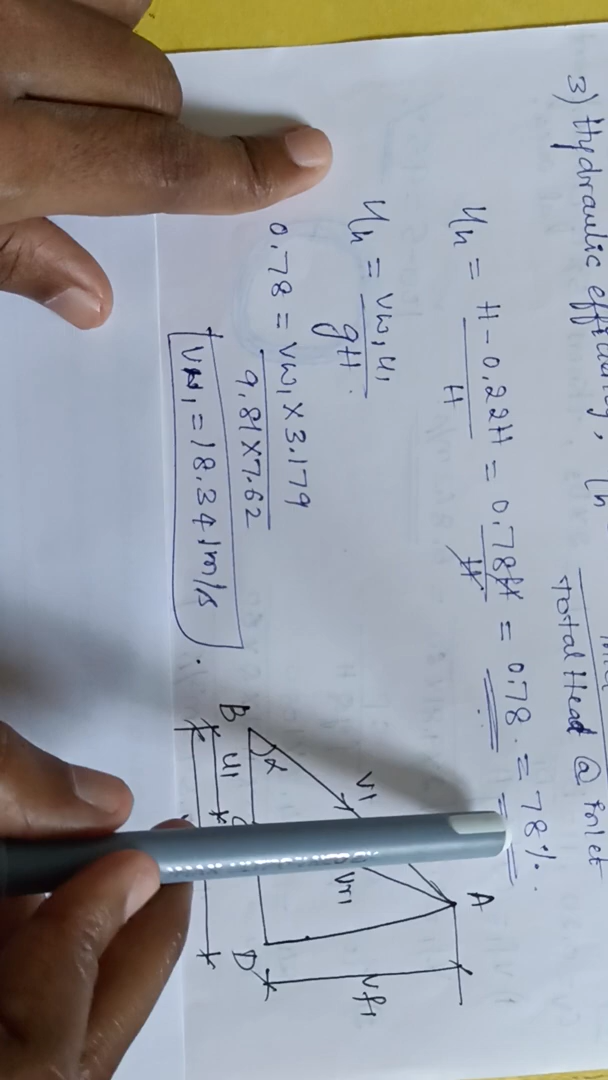 3) Hydraulic efficiency,
Total Head @ Inlet
ηh = H - 0.22H / H = 0.78H / H = 0.78 = 78%.
ηh = Vw1 u1 / gH.
0.78 = Vw1 × 3.179 / 9.81 × 7.62
Vw1 = 18.34 m/s.
A
V1
Vr1
Vf1
B
α
D
u1